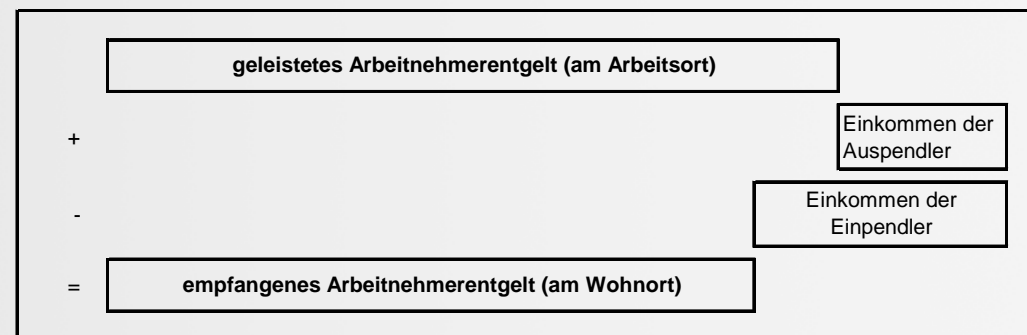 geleistetes Arbeitnehmerentgelt (am Arbeitsort)
+
Einkommen der
Auspendler
-
Einkommen der
Einpendler
=
empfangenes Arbeitnehmerentgelt (am Wohnort)